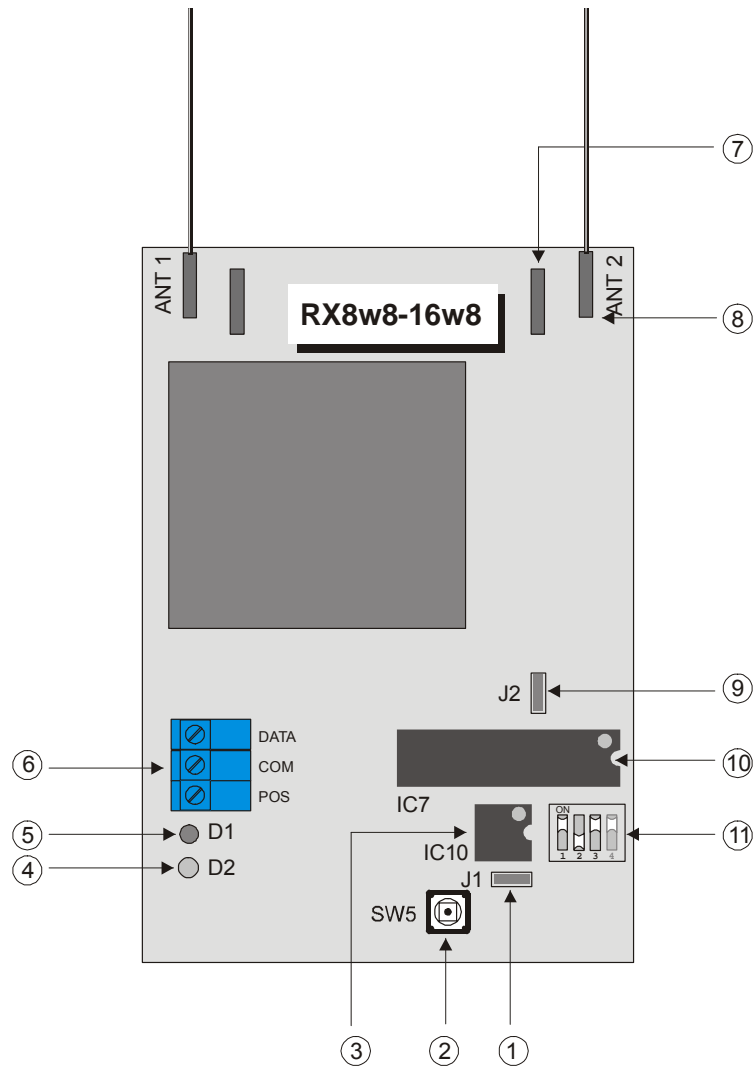 7
ANT 1
ANT 2
RX8w8-16w8
8
J2
9
DATA
6
COM
10
POS
IC7
ON
5
D1
11
IC10
1 2 3 4
4
D2
J1
SW5
3
2
1